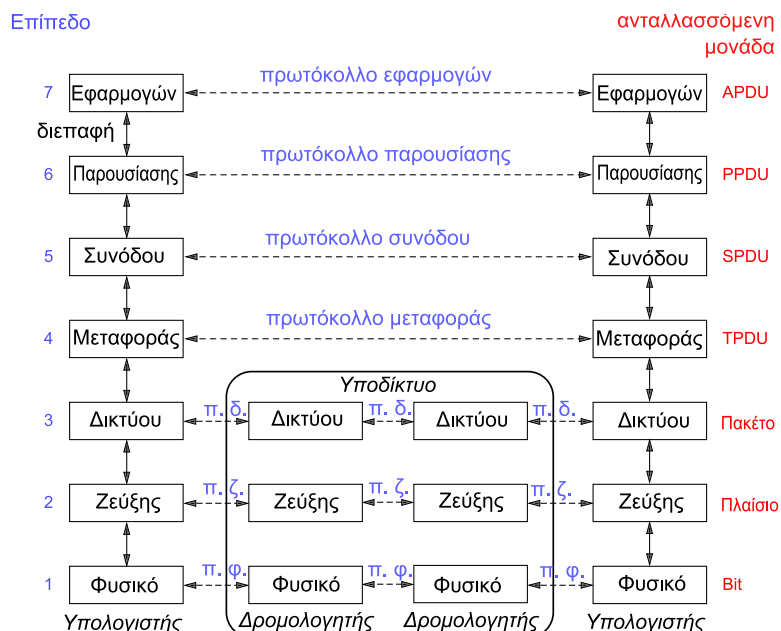 Επίπεδο ανταλλασσόμενη
μονάδα
7 Εφαρμογών πρωτόκολλο εφαρμογών Εφαρμογών APDU
διεπαφή
6 Παρουσίασης πρωτόκολλο παρουσίασης Παρουσίασης PPDU
5 Συνόδου πρωτόκολλο συνόδου Συνόδου SPDU
4 Μεταφοράς πρωτόκολλο μεταφοράς Μεταφοράς TPDU
Υποδίκτυο
3 Δικτύου π. δ. Δικτύου π. δ. Δικτύου π. δ. Δικτύου Πακέτο
2 Ζεύξης π. ζ. Ζεύξης π. ζ. Ζεύξης π. ζ. Ζεύξης Πλαίσιο
1 Φυσικό π. φ. Φυσικό π. φ. Φυσικό π. φ. Φυσικό Bit
Υπολογιστής Δρομολογητής Δρομολογητής Υπολογιστής